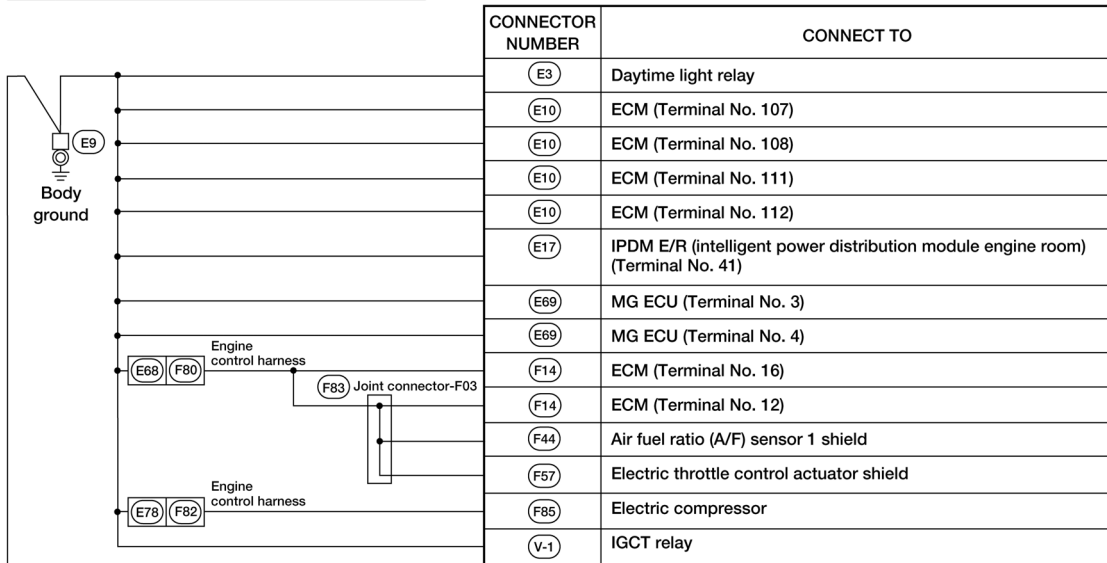 CONNECTOR NUMBER
CONNECT TO
E3 Daytime light relay
E10 ECM (Terminal No. 107)
E10 ECM (Terminal No. 108)
E9
E10 ECM (Terminal No. 111)
Body
ground
E10 ECM (Terminal No. 112)
E17 IPDM E/R (intelligent power distribution module engine room)
(Terminal No. 41)
E69 MG ECU (Terminal No. 3)
E69 MG ECU (Terminal No. 4)
Engine
control harness
E68 F80
F14 ECM (Terminal No. 16)
F83 Joint connector-F03
F14 ECM (Terminal No. 12)
F44 Air fuel ratio (A/F) sensor 1 shield
F57 Electric throttle control actuator shield
Engine
control harness
E78 F82
F85 Electric compressor
V-1 IGCT relay